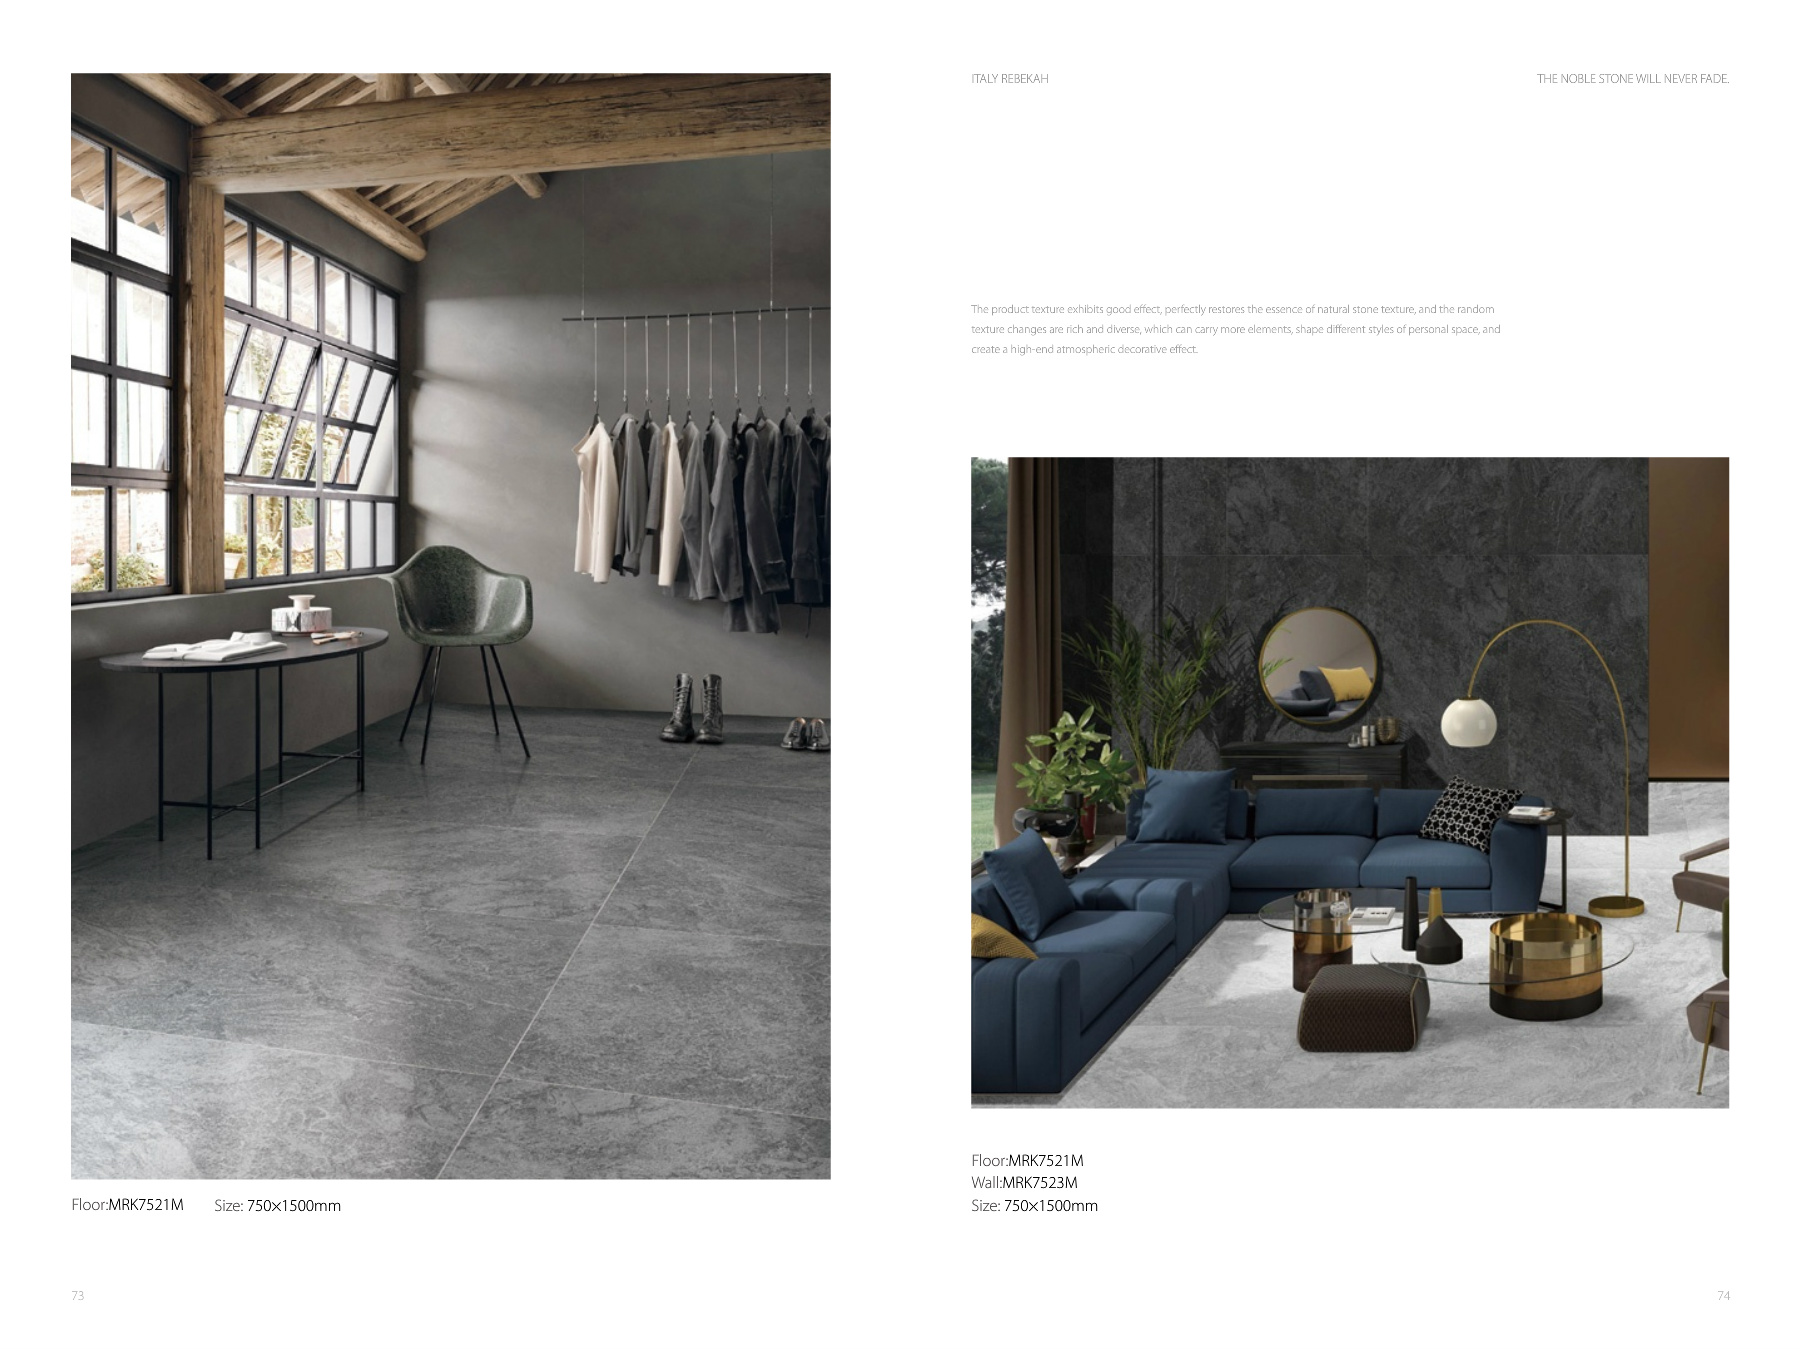 ITALY REBEKAH
THE NOBLE STONE WILL NEVER FADE.
The product texture exhibits good effect, perfectly restores the essence of natural stone texture, and the random
texture changes are rich and diverse, which can carry more elements, shape different styles of personal space, and
create a high-end atmospheric decorative effect.
Floor:MRK7521M Size: 750×1500mm
Floor:MRK7521M
Wall:MRK7523M
Size: 750×1500mm
73
74